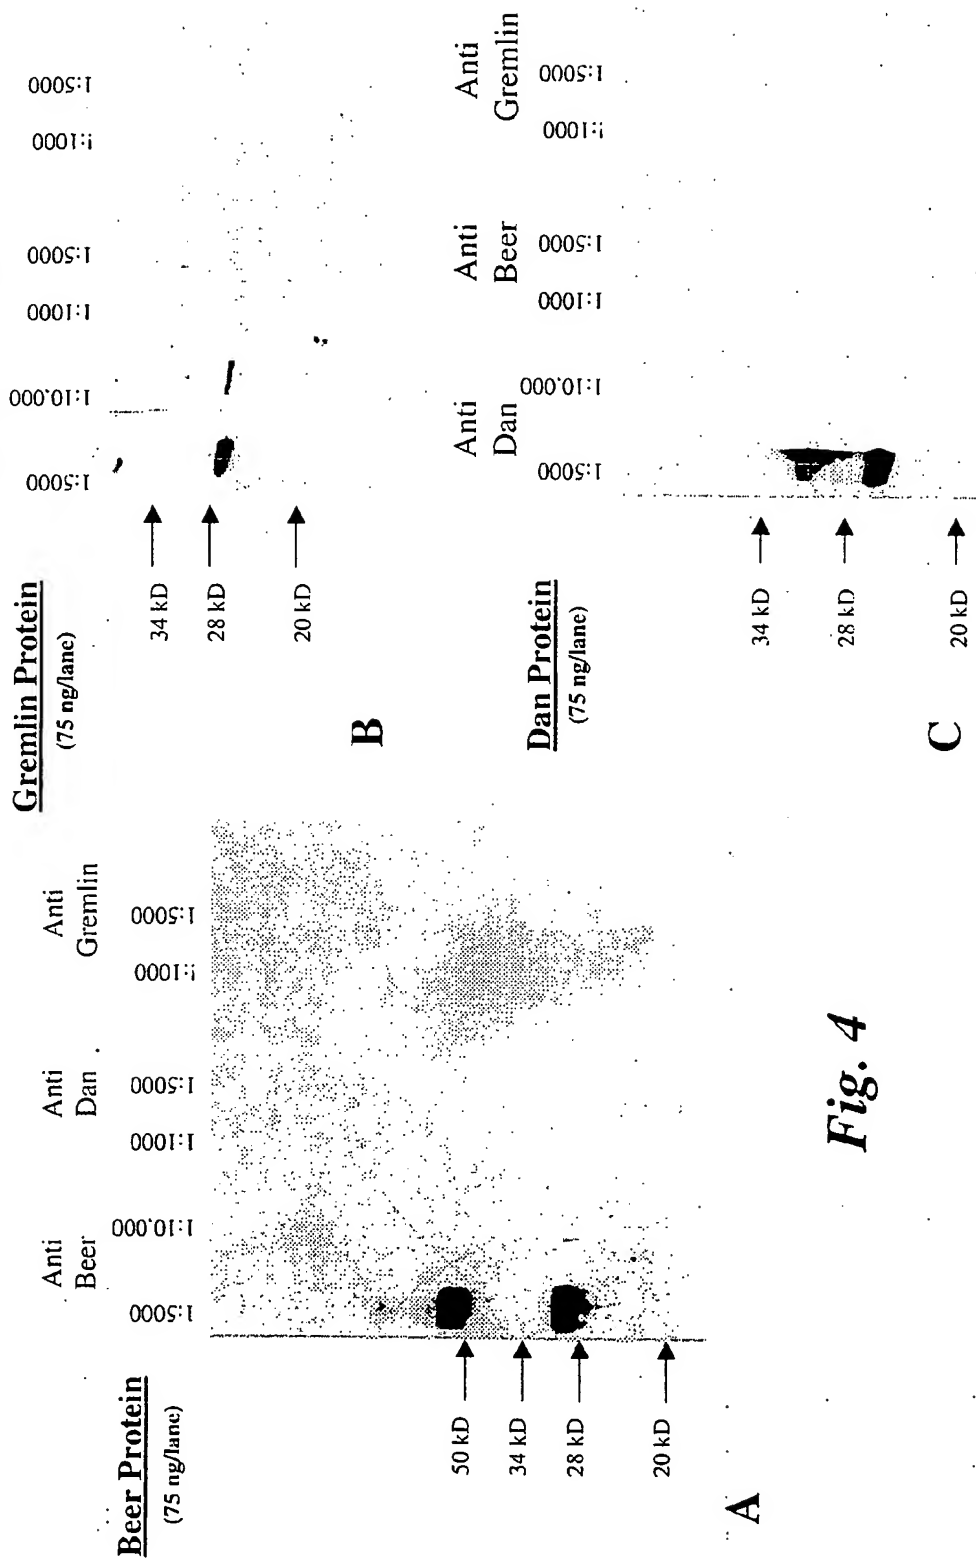 Beer Protein
(75 ng/lane)
Anti Beer
Anti Dan
Anti Gremlin
1:5000 1:10,000 1:1000 1:5000 !:1000 1:5000
50 kD
34 kD
28 kD
20 kD
A
Gremlin Protein
(75 ng/lane)
1:5000 1:10,000 1:1000 1:5000 !:1000 1:5000
34 kD
28 kD
20 kD
B
Dan Protein
(75 ng/lane)
Anti Dan
Anti Beer
Anti Gremlin
1:5000 1:10,000 1:1000 1:5000 !:1000 1:5000
34 kD
28 kD
20 kD
C
Fig. 4